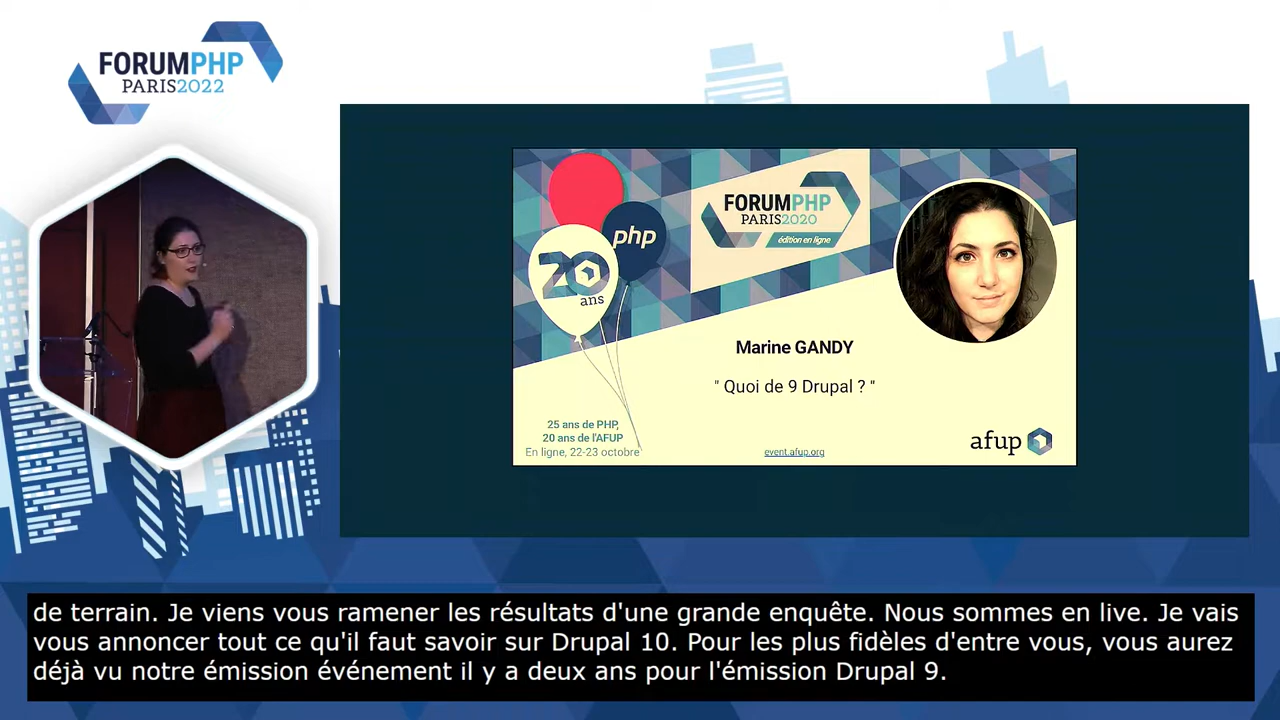 FORUMPHP
PARIS2022
php
20
ans
FORUMPHP
PARIS2020
édition en ligne
Marine GANDY
" Quoi de 9 Drupal ? "
25 ans de PHP,
20 ans de l'AFUP
En ligne, 22-23 octobre
event.afup.org
afup
de terrain. Je viens vous ramener les résultats d'une grande enquête. Nous sommes en live. Je vais
vous annoncer tout ce qu'il faut savoir sur Drupal 10. Pour les plus fidèles d'entre vous, vous aurez
déjà vu notre émission événement il y a deux ans pour l'émission Drupal 9.